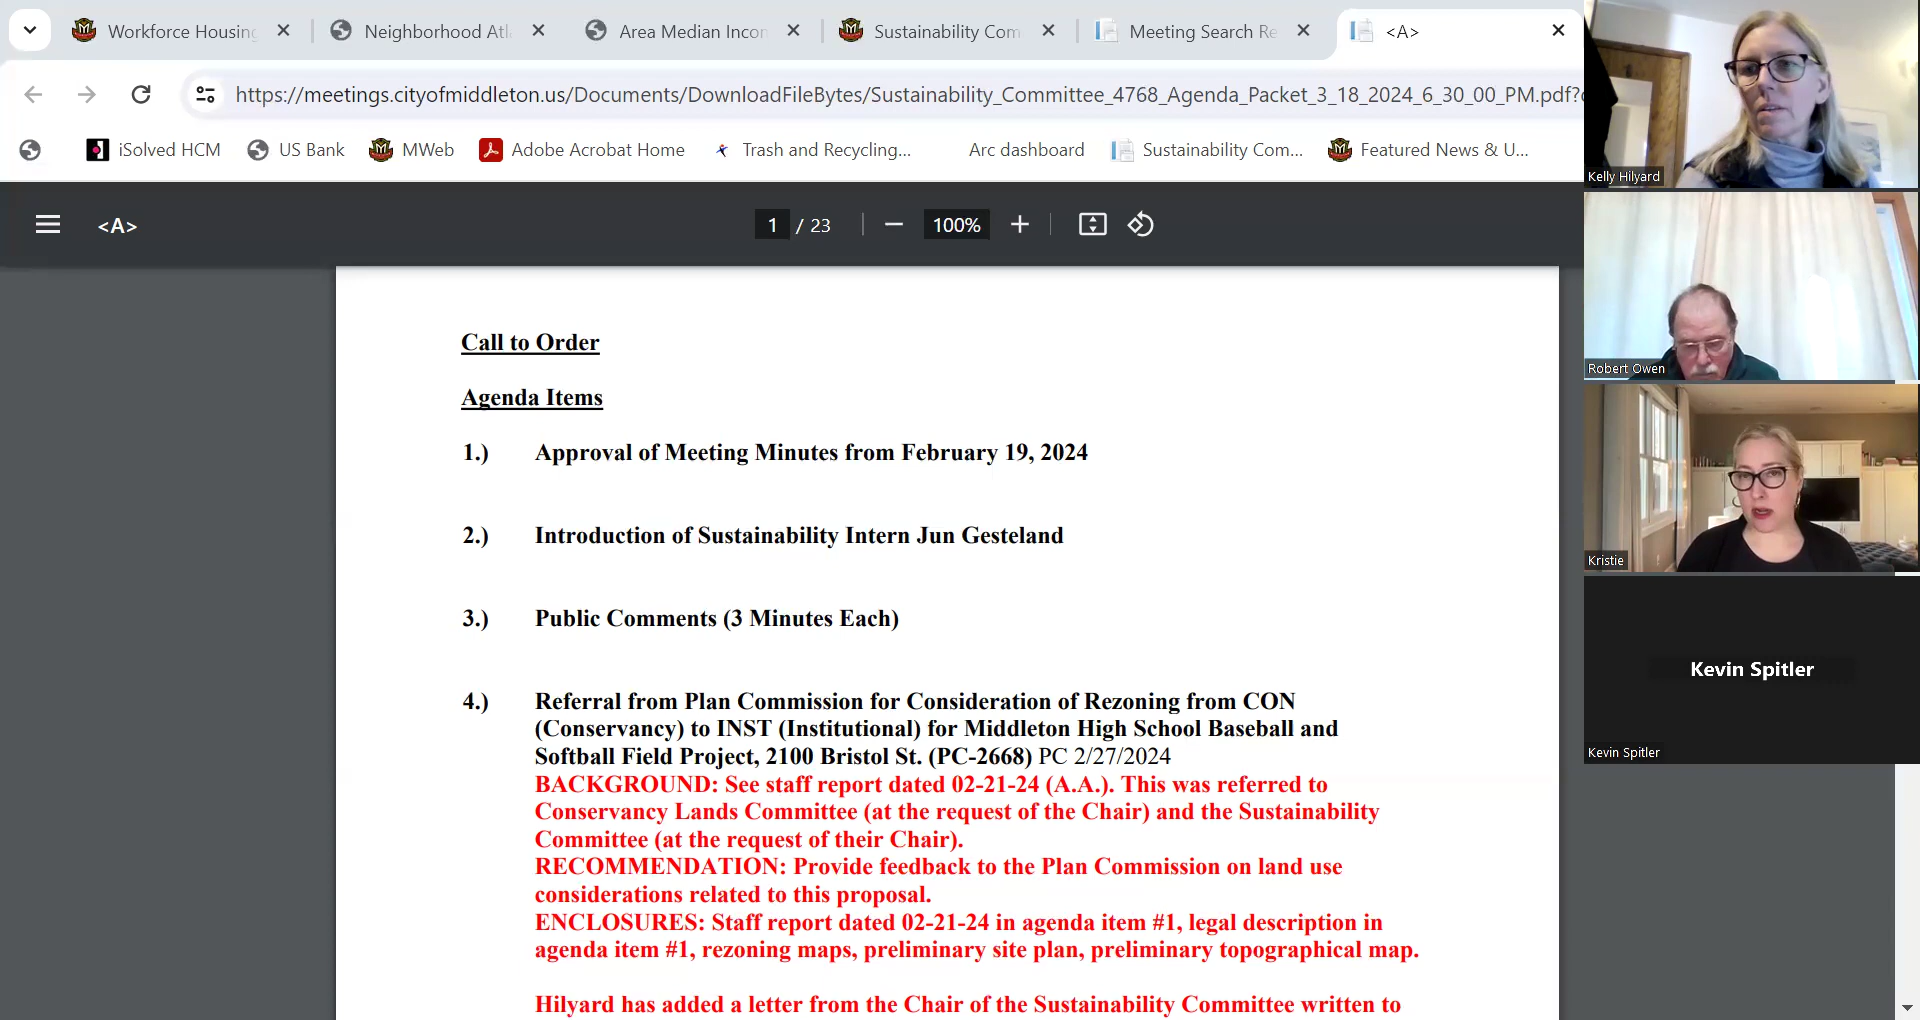 Workforce Housing
Neighborhood Atl
Area Median Incor
Sustainability Com
Meeting Search Re
<A>
https://meetings.cityofmiddleton.us/Documents/DownloadFileBytes/Sustainability_Committee_4768_Agenda_Packet_3_18_2024_6_30_00_PM.pdf?
iSolved HCM
US Bank
MWeb
Adobe Acrobat Home
Trash and Recycling...
Arc dashboard
Sustainability Com...
Featured News & U...
<A>
1 / 23
100%
Call to Order
Agenda Items
1.) Approval of Meeting Minutes from February 19, 2024
2.) Introduction of Sustainability Intern Jun Gesteland
3.) Public Comments (3 Minutes Each)
4.) Referral from Plan Commission for Consideration of Rezoning from CON
(Conservancy) to INST (Institutional) for Middleton High School Baseball and
Softball Field Project, 2100 Bristol St. (PC-2668) PC 2/27/2024
BACKGROUND: See staff report dated 02-21-24 (A.A.). This was referred to
Conservancy Lands Committee (at the request of the Chair) and the Sustainability
Committee (at the request of their Chair).
RECOMMENDATION: Provide feedback to the Plan Commission on land use
considerations related to this proposal.
ENCLOSURES: Staff report dated 02-21-24 in agenda item #1, legal description in
agenda item #1, rezoning maps, preliminary site plan, preliminary topographical map.
Hilyard has added a letter from the Chair of the Sustainability Committee written to
Kelly Hilyard
Robert Owen
Kristie
Kevin Spitler
Kevin Spitler